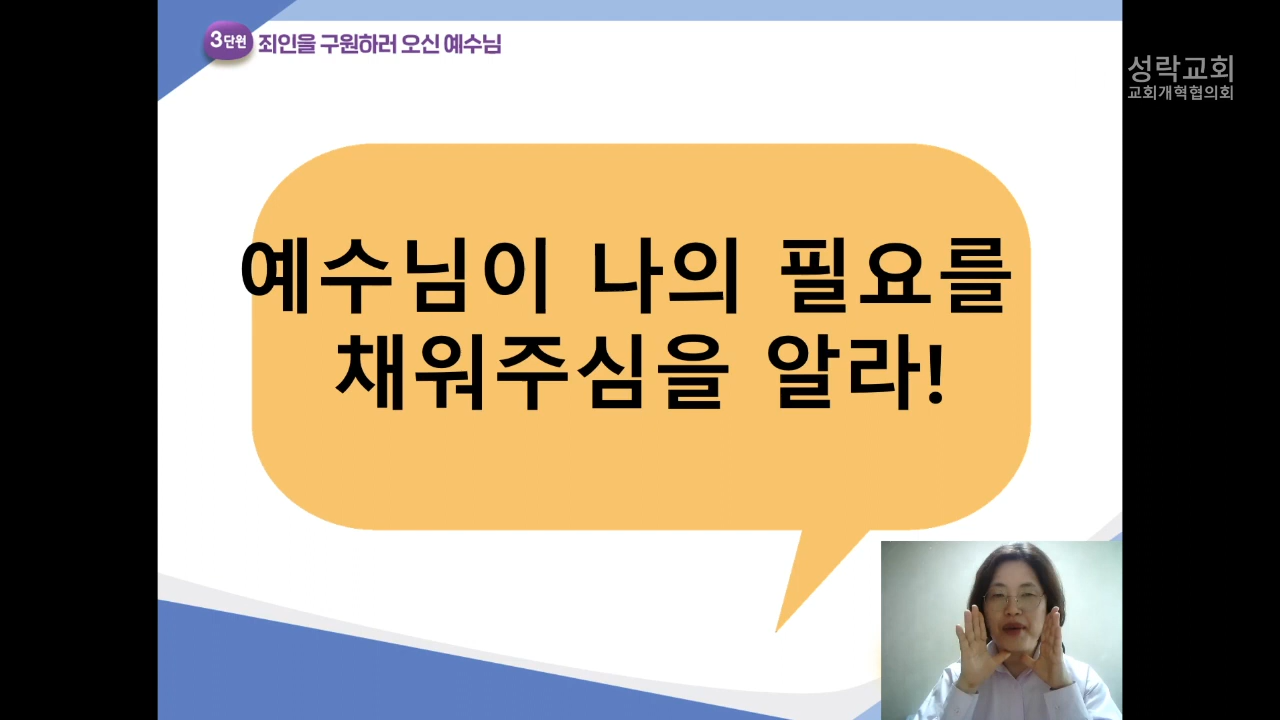 3단원 죄인을 구원하러 오신 예수님
성락교회
교회개혁협의회
예수님이 나의 필요를
채워주심을 알라!